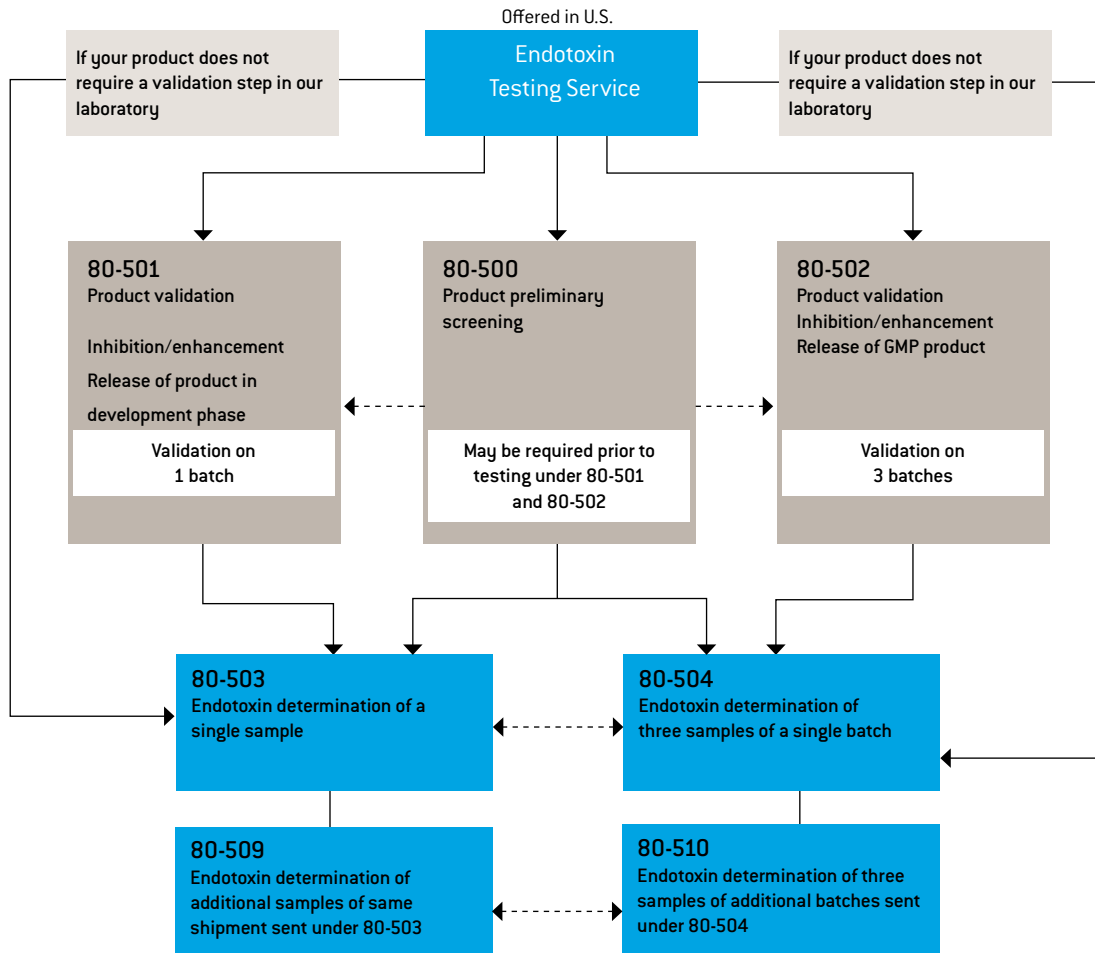 Offered in U.S.
If your product does not
require a validation step in our
laboratory
Endotoxin
Testing Service
If your product does not
require a validation step in our
laboratory
80-501
Product validation
Inhibition/enhancement
Release of product in
development phase
Validation on
1 batch
80-500
Product preliminary
screening
May be required prior to
testing under 80-501
and 80-502
80-502
Product validation
Inhibition/enhancement
Release of GMP product
Validation on
3 batches
80-503
Endotoxin determination of a
single sample
80-504
Endotoxin determination of
three samples of a single batch
80-509
Endotoxin determination of
additional samples of same
shipment sent under 80-503
80-510
Endotoxin determination of three
samples of additional batches sent
under 80-504